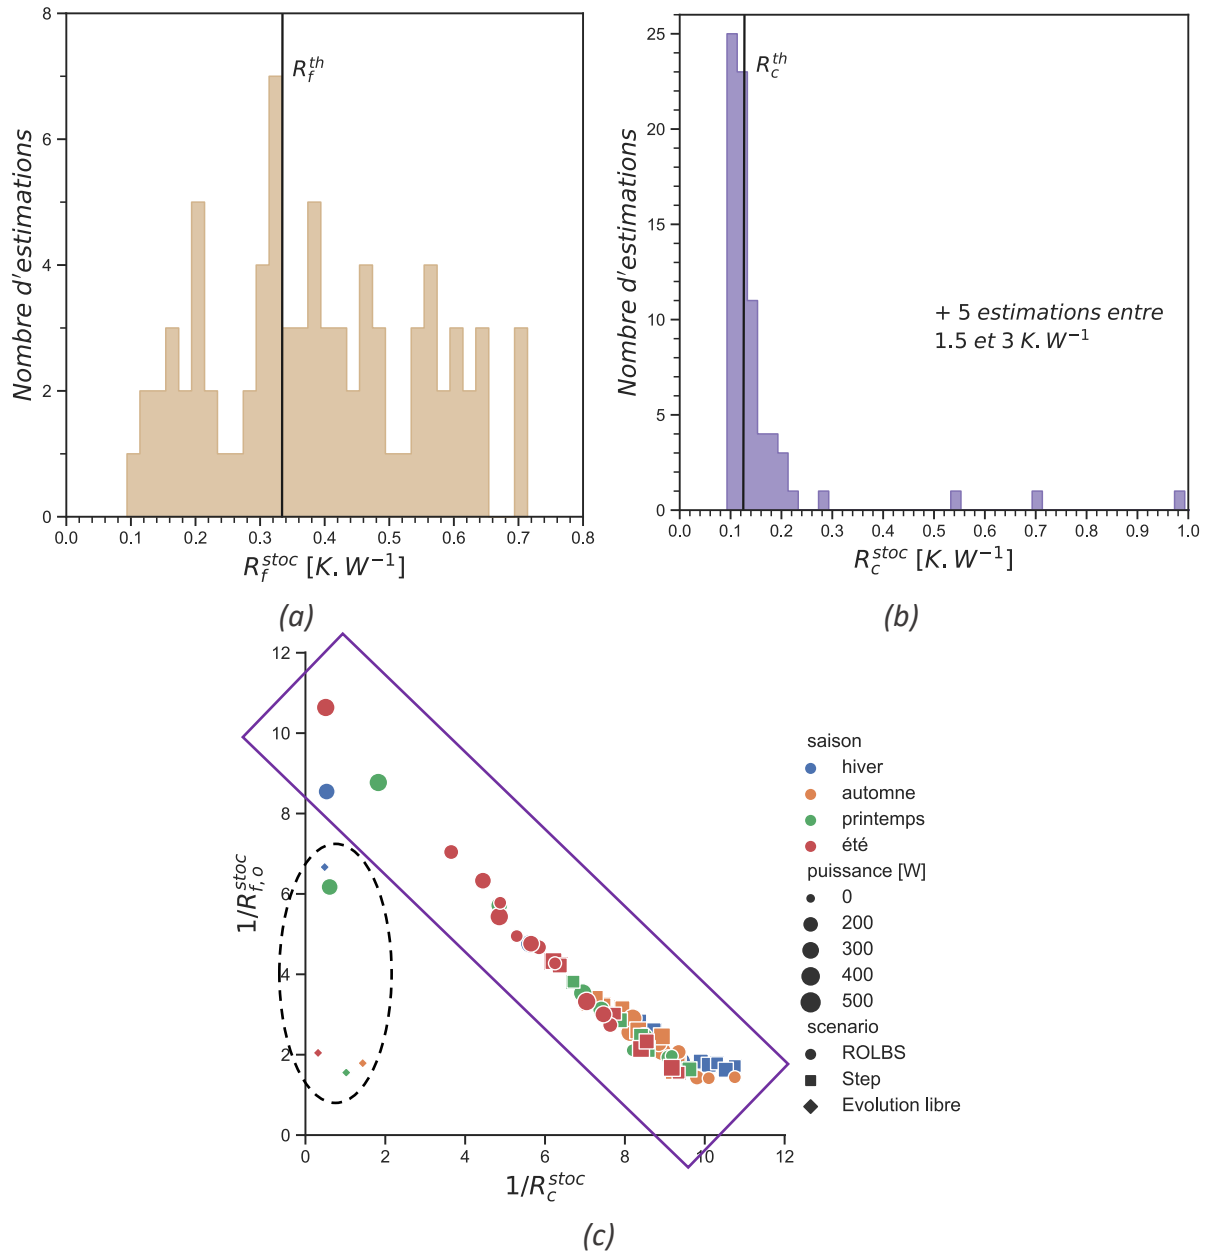 8
6
4
2
0
Nombre d'estimations
R_f^{th}
0.0 0.1 0.2 0.3 0.4 0.5 0.6 0.7 0.8
R_f^{stoc} [K.W^{-1}]
(a)
25
20
15
10
5
0
Nombre d'estimations
R_c^{th}
+ 5 estimations entre
1.5 et 3 K.W^{-1}
0.0 0.1 0.2 0.3 0.4 0.5 0.6 0.7 0.8 0.9 1.0
R_c^{stoc} [K.W^{-1}]
(b)
12
10
8
6
4
2
0
1/R_{f,o}^{stoc}
0 2 4 6 8 10 12
1/R_c^{stoc}
saison
hiver
automne
printemps
été
puissance [W]
0
200
300
400
500
scenario
ROLBS
Step
Evolution libre
(c)